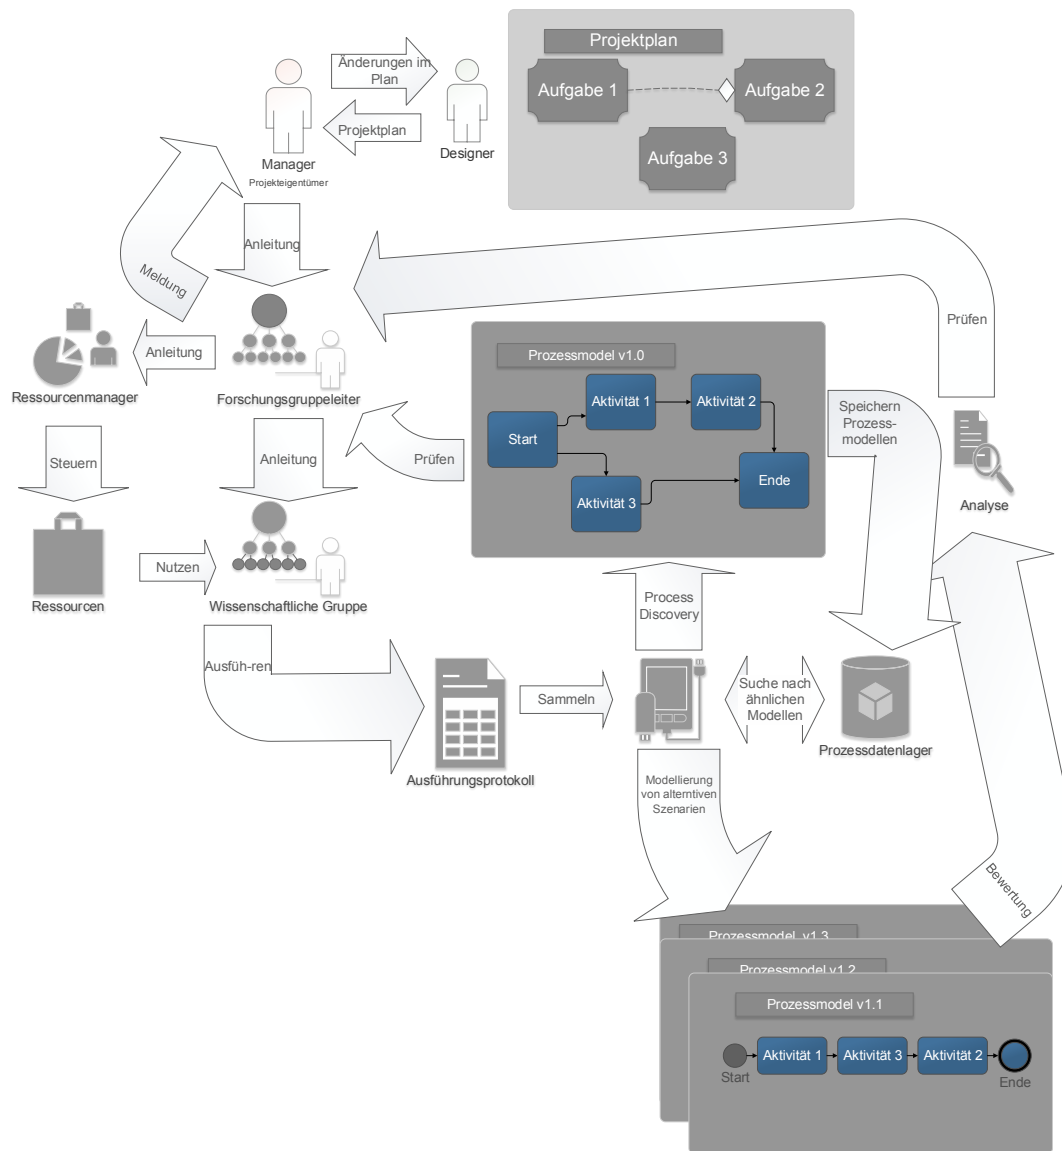 Projektplan
Aufgabe 1
Aufgabe 2
Aufgabe 3
Änderungen im
Plan
Projektplan
Manager
Projekteigentümer
Designer
Anleitung
Meldung
Anleitung
Ressourcenmanager
Forschungsgruppeleiter
Prüfen
Prozessmodel v1.0
Start
Aktivität 1
Aktivität 2
Aktivität 3
Ende
Speichern
Prozess-
modellen
Prüfen
Analyse
Steuern
Anleitung
Ressourcen
Nutzen
Wissenschaftliche Gruppe
Ausfüh-ren
Process
Discovery
Ausführungsprotokoll
Sammeln
Suche nach
ähnlichen
Modellen
Prozessdatenlager
Modellierung
von alterntiven
Szenarien
Bewertung
Prozessmodel v1.3
Prozessmodel v1.2
Prozessmodel v1.1
Start
Aktivität 1
Aktivität 3
Aktivität 2
Ende